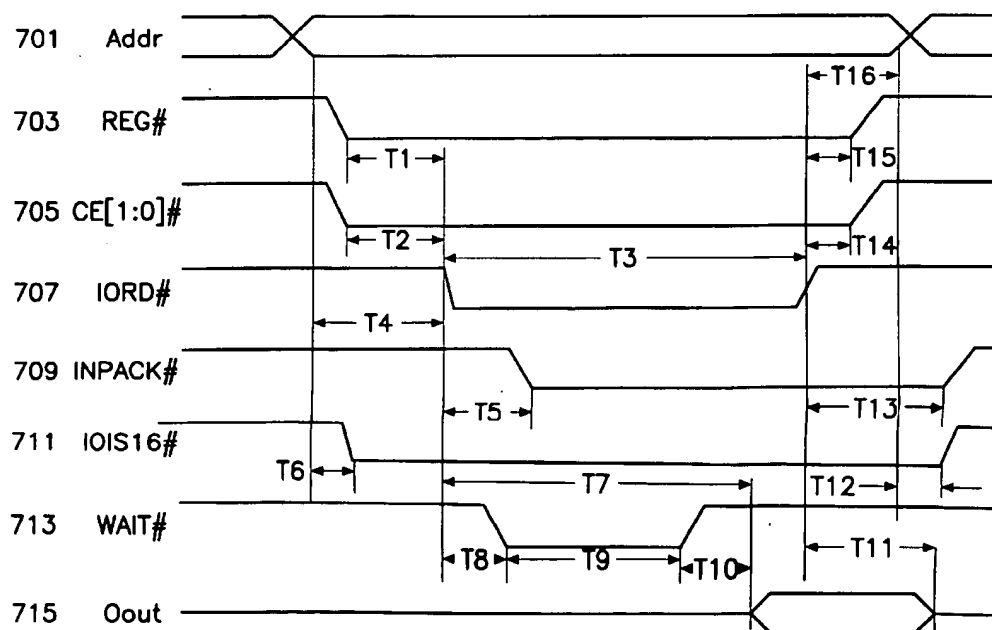 701 Addr
T16
703 REG#
T1
T15
705 CE[1:0]#
T2
T14
T3
707 IORD#
T4
709 INPACK#
T5
T13
711 IOIS16#
T6
T7
T12
713 WAIT#
T8
T9
T10
T11
715 Oout